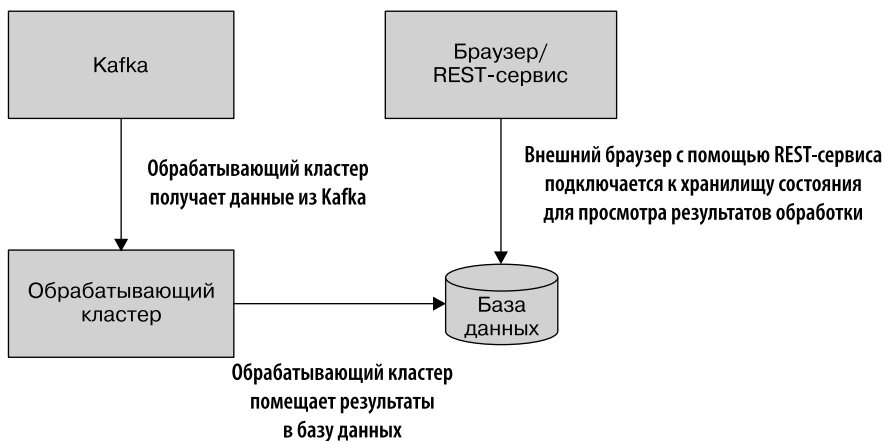 Kafka
Браузер/
REST-сервис
Обрабатывающий кластер
получает данные из Kafka
Внешний браузер с помощью REST-сервиса
подключается к хранилищу состояния
для просмотра результатов обработки
Обрабатывающий
кластер
База
данных
Обрабатывающий кластер
помещает результаты
в базу данных